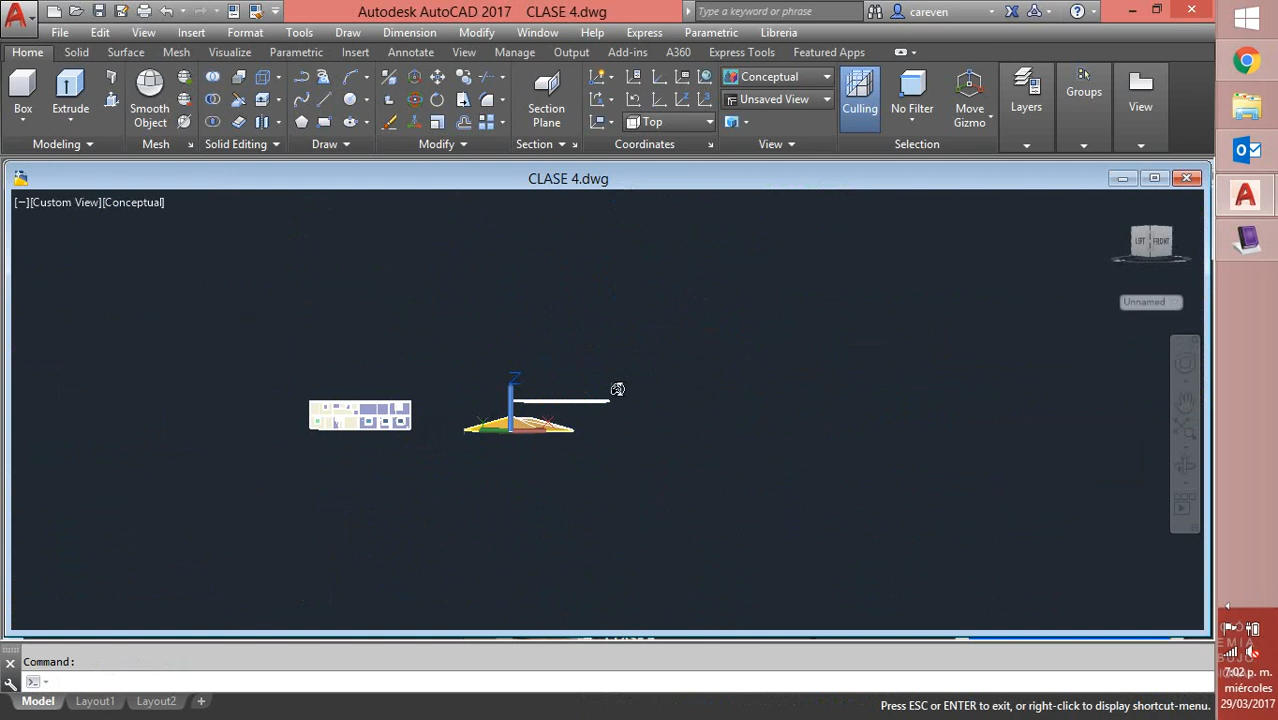 Autodesk AutoCAD 2017 CLASE 4.dwg
Type a keyword or phrase
careven
File Edit View Insert Format Tools Draw Dimension Modify Window Help Express Parametric Libreria
Home Solid Surface Mesh Visualize Parametric Insert Annotate View Manage Output Add-ins A360 Express Tools Featured Apps
Box
Extrude
Smooth
Object
Section
Plane
Conceptual
Unsaved View
Top
Culling
No Filter
Move
Gizmo
Layers
Groups
View
Modeling Mesh Solid Editing Draw Modify Section Coordinates View Selection
CLASE 4.dwg
[−][Custom View][Conceptual]
LEFT FRONT
Unnamed
Z
Command:
Model Layout1 Layout2 +
Press ESC or ENTER to exit, or right-click to display shortcut-menu.
7:02 p. m.
miércoles
29/03/2017